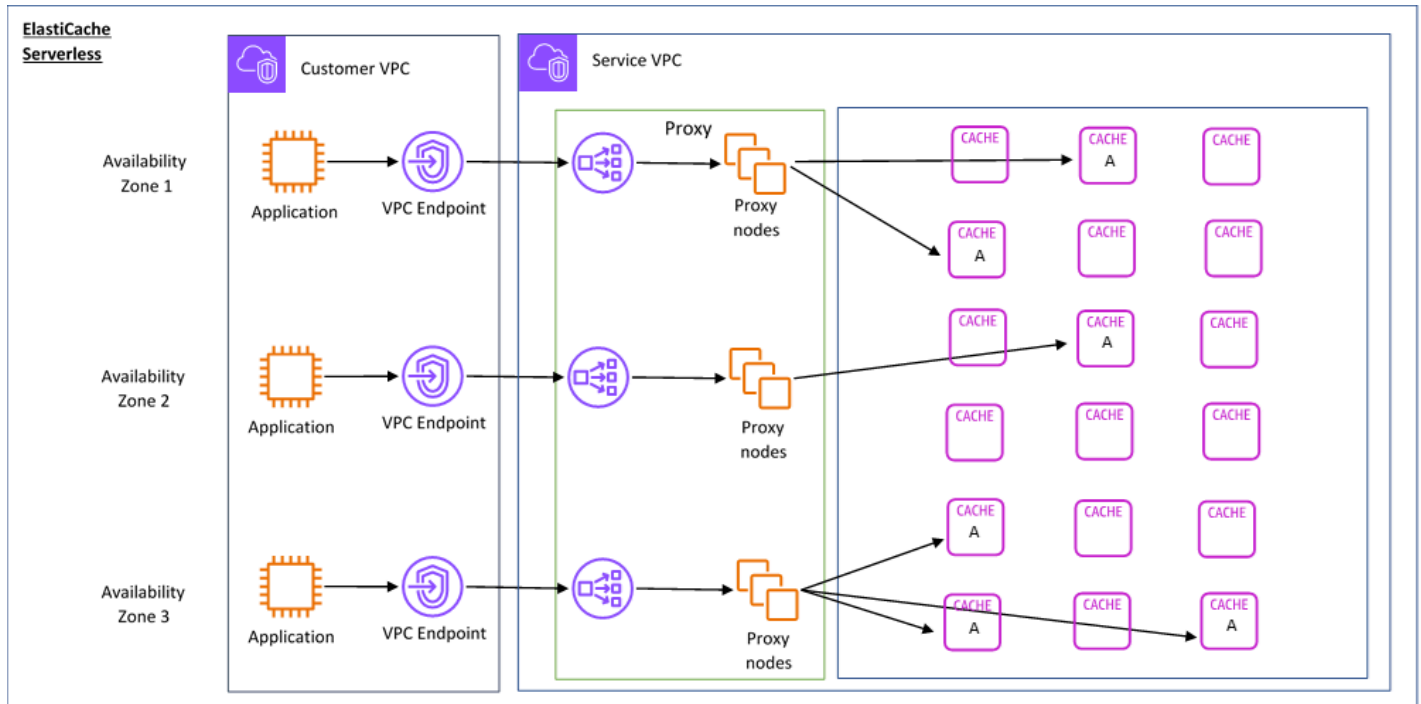 ElastiCache
Serverless
Customer VPC
Service VPC
Availability
Zone 1
Application
VPC Endpoint
Proxy
Proxy
nodes
CACHE
CACHE
A
CACHE
CACHE
A
CACHE
CACHE
Availability
Zone 2
Application
VPC Endpoint
Proxy
nodes
CACHE
CACHE
A
CACHE
CACHE
CACHE
CACHE
Availability
Zone 3
Application
VPC Endpoint
Proxy
nodes
CACHE
A
CACHE
CACHE
CACHE
A
CACHE
CACHE
A